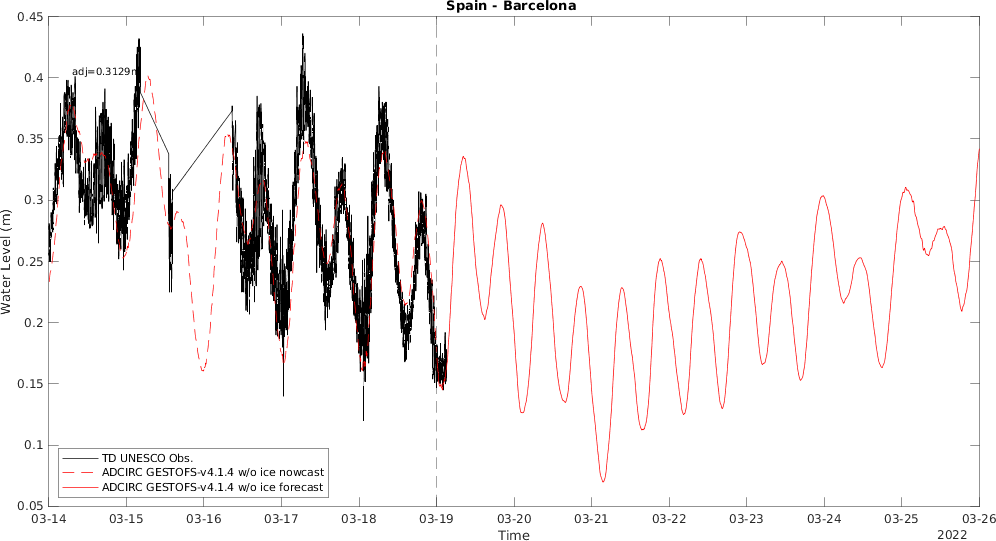 Spain - Barcelona
0.45
0.4
0.35
0.3
0.25
0.2
0.15
0.1
0.05
Water Level (m)
adj=0.3129m
TD UNESCO Obs.
ADCIRC GESTOFS-v4.1.4 w/o ice nowcast
ADCIRC GESTOFS-v4.1.4 w/o ice forecast
03-14 03-15 03-16 03-17 03-18 03-19 03-20 03-21 03-22 03-23 03-24 03-25 03-26
Time
2022